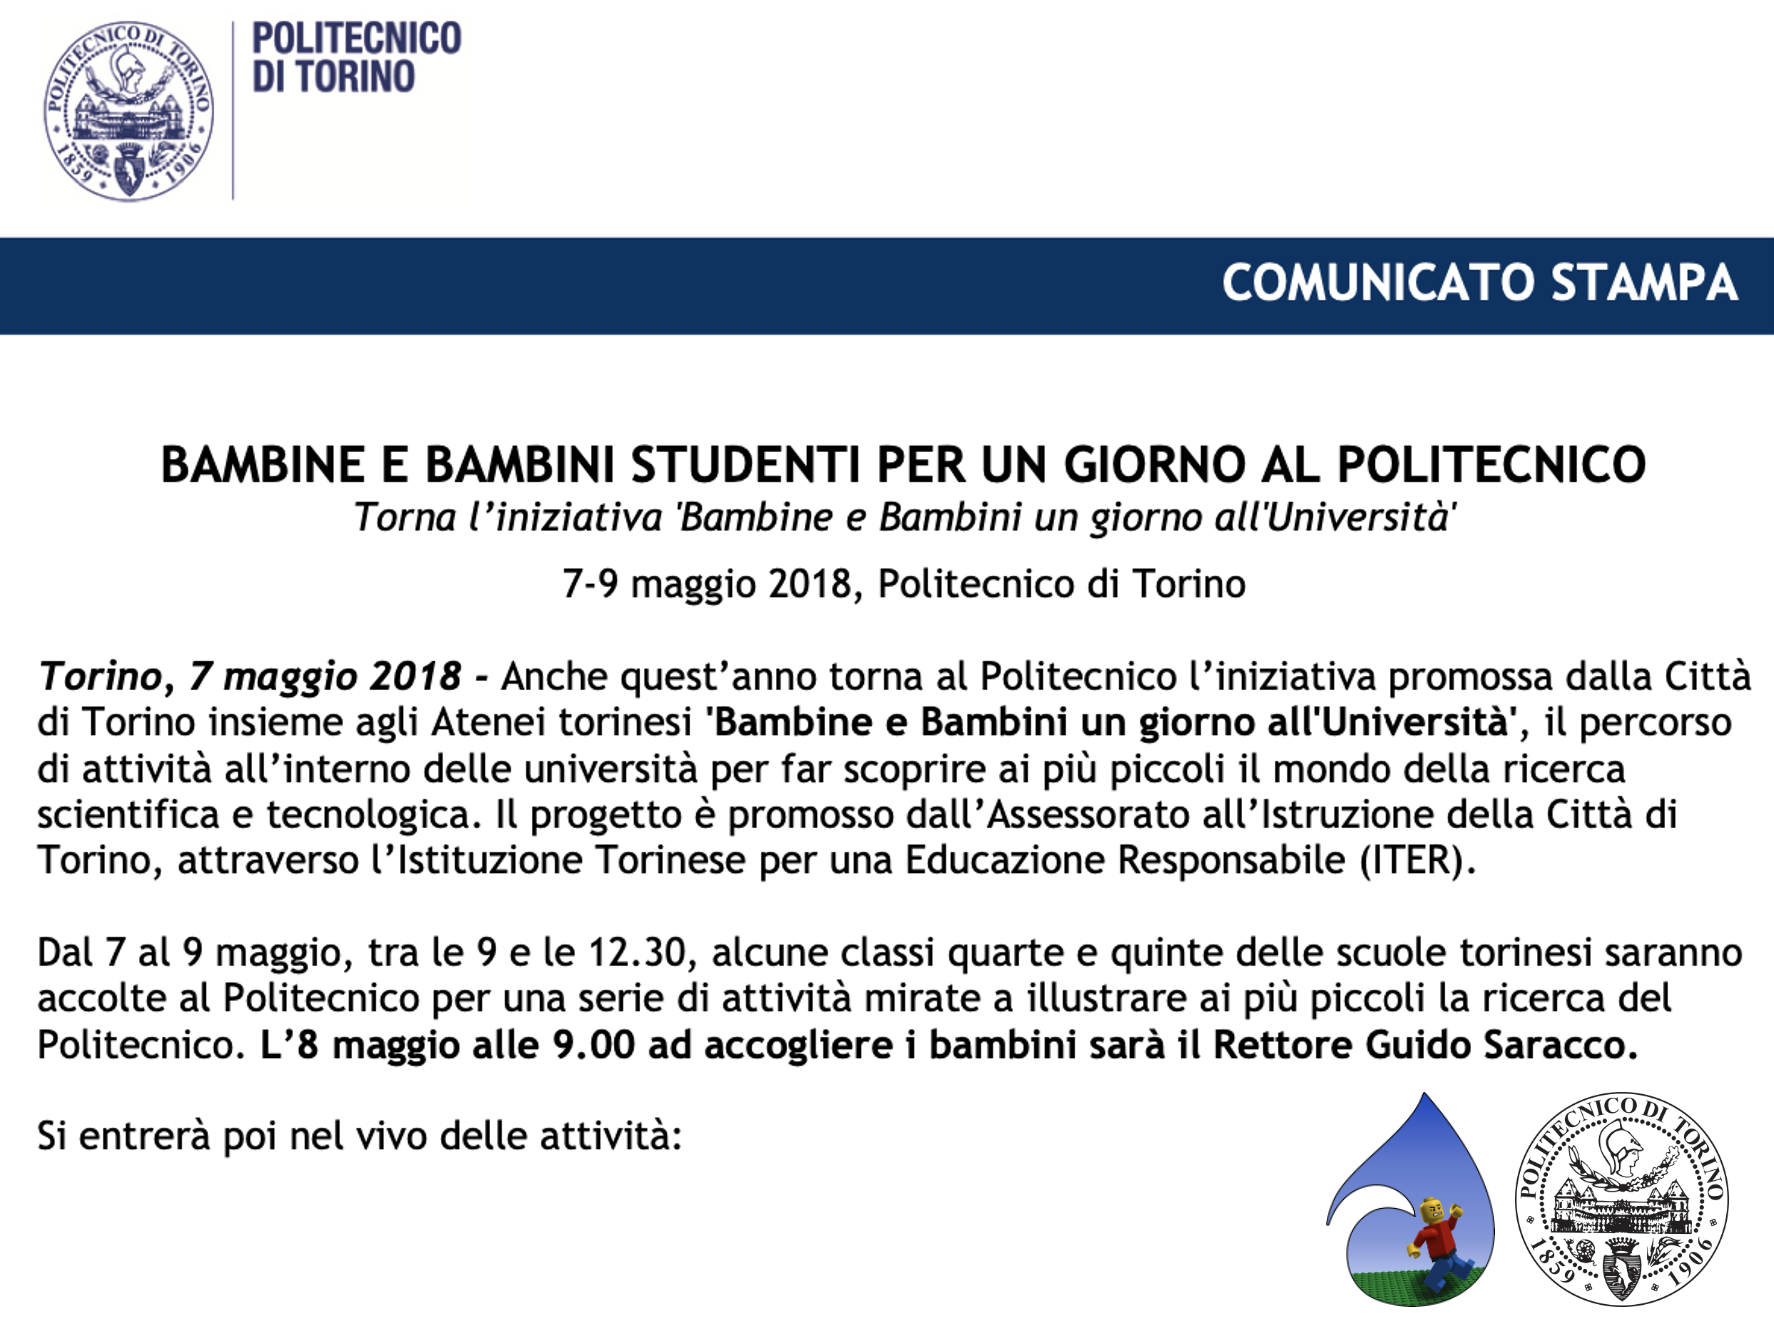 POLITECNICO DI TORINO
1859 1906
POLITECNICO
DI TORINO
COMUNICATO STAMPA
BAMBINE E BAMBINI STUDENTI PER UN GIORNO AL POLITECNICO
Torna l’iniziativa 'Bambine e Bambini un giorno all'Università'
7-9 maggio 2018, Politecnico di Torino
Torino, 7 maggio 2018 - Anche quest’anno torna al Politecnico l’iniziativa promossa dalla Città
di Torino insieme agli Atenei torinesi 'Bambine e Bambini un giorno all'Università', il percorso
di attività all’interno delle università per far scoprire ai più piccoli il mondo della ricerca
scientifica e tecnologica. Il progetto è promosso dall’Assessorato all’Istruzione della Città di
Torino, attraverso l’Istituzione Torinese per una Educazione Responsabile (ITER).
Dal 7 al 9 maggio, tra le 9 e le 12.30, alcune classi quarte e quinte delle scuole torinesi saranno
accolte al Politecnico per una serie di attività mirate a illustrare ai più piccoli la ricerca del
Politecnico. L’8 maggio alle 9.00 ad accogliere i bambini sarà il Rettore Guido Saracco.
Si entrerà poi nel vivo delle attività:
POLITECNICO DI TORINO
1859 1906